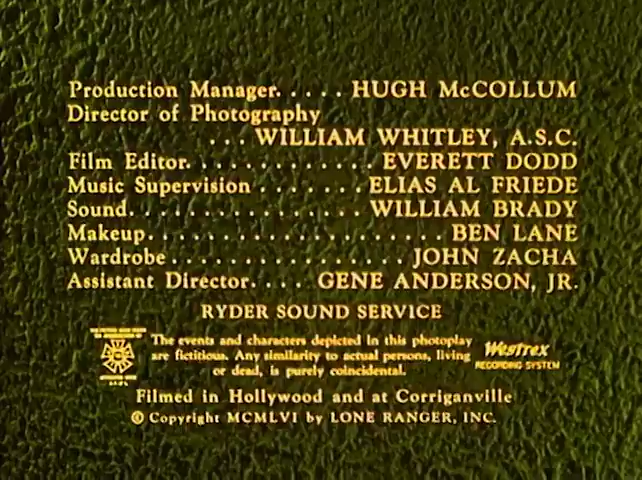 Production Manager. . . . . HUGH McCOLLUM
Director of Photography
. . . WILLIAM WHITLEY, A.S.C.
Film Editor. . . . . . . . . . . . . EVERETT DODD
Music Supervision . . . . . . . ELIAS AL FRIEDE
Sound. . . . . . . . . . . . . . . . WILLIAM BRADY
Makeup. . . . . . . . . . . . . . . . . . . BEN LANE
Wardrobe . . . . . . . . . . . . . . . . JOHN ZACHA
Assistant Director. . . . GENE ANDERSON, JR.
RYDER SOUND SERVICE
The events and characters depicted in this photoplay
are fictitious. Any similarity to actual persons, living
or dead, is purely coincidental.
Westrex
RECORDING SYSTEM
Filmed in Hollywood and at Corriganville
© Copyright MCMLVI by LONE RANGER, INC.